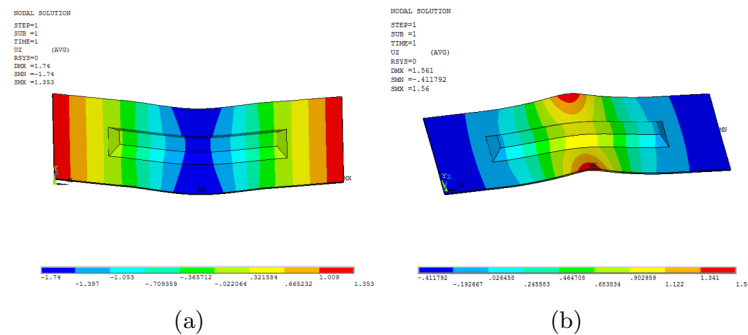 NODAL SOLUTION
STEP=1
SUB =1
TIME=1
UZ (AVG)
RSYS=0
DMX =1.74
SMN =-1.74
SMX =1.353
MX
-1.74 -1.053 -.365712 .321584 1.009
-1.397 -.709359 -.022064 .665232 1.353
(a)
NODAL SOLUTION
STEP=1
SUB =1
TIME=1
UZ (AVG)
RSYS=0
DMX =1.561
SMN =-.411792
SMX =1.56
-.411792 .026458 .464708 .902959 1.341
-.192667 .245583 .683834 1.122 1.5
(b)